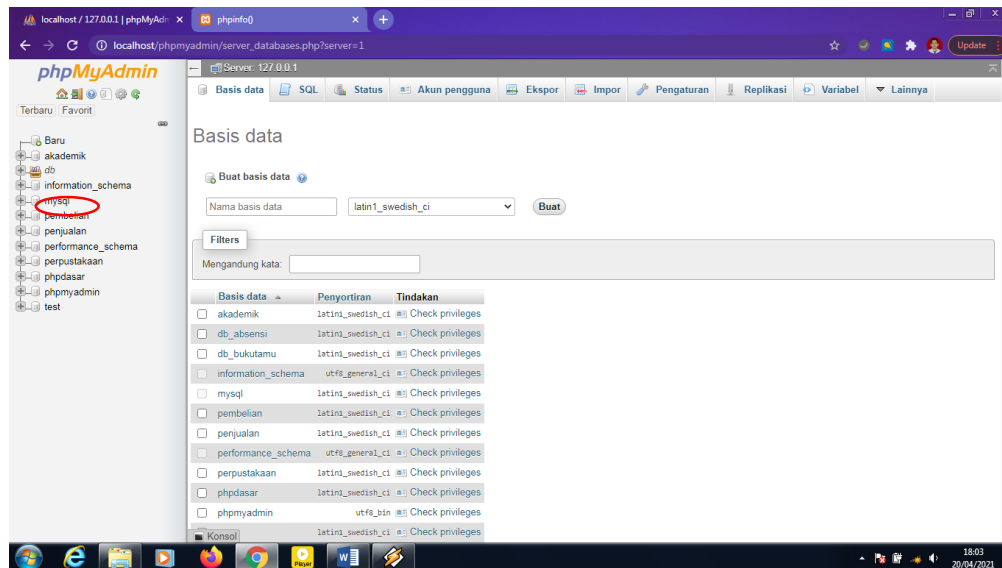 localhost / 127.0.0.1 | phpMyAdn
phpinfo()
localhost/phpmyadmin/server_databases.php?server=1
Update
phpMyAdmin
Terbaru Favorit
Baru
akademik
db
information_schema
mysql
pembelian
penjualan
performance_schema
perpustakaan
phpdasar
phpmyadmin
test
Server: 127.0.0.1
Basis data SQL Status Akun pengguna Ekspor Impor Pengaturan Replikasi Variabel Lainnya
Basis data
Buat basis data
Nama basis data latin1_swedish_ci Buat
Filters
Mengandung kata:
Basis data Penyortiran Tindakan
akademik latin1_swedish_ci Check privileges
db_absensi latin1_swedish_ci Check privileges
db_bukutamu latin1_swedish_ci Check privileges
information_schema utf8_general_ci Check privileges
mysql latin1_swedish_ci Check privileges
pembelian latin1_swedish_ci Check privileges
penjualan latin1_swedish_ci Check privileges
performance_schema utf8_general_ci Check privileges
perpustakaan latin1_swedish_ci Check privileges
phpdasar latin1_swedish_ci Check privileges
phpmyadmin utf8_bin Check privileges
latin1_swedish_ci Check privileges
Konsol
Player
18:03
20/04/2021